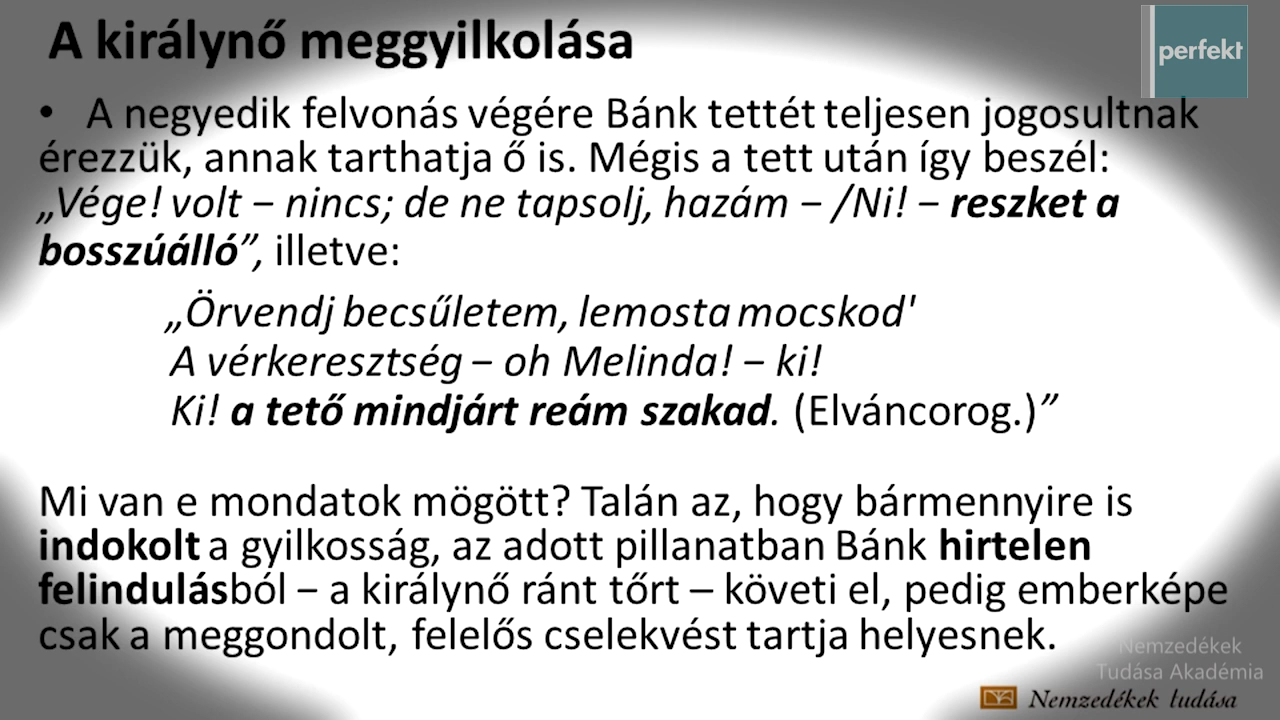 A királynő meggyilkolása
perfekt
• A negyedik felvonás végére Bánk tettét teljesen jogosultnak
érezzük, annak tarthatja ő is. Mégis a tett után így beszél:
„Vége! volt − nincs; de ne tapsolj, hazám − /Ni! − reszket a
bosszúálló”, illetve:
„Örvendj becsűletem, lemosta mocskod'
A vérkeresztség − oh Melinda! − ki!
Ki! a tető mindjárt reám szakad. (Elváncorog.)”
Mi van e mondatok mögött? Talán az, hogy bármennyire is
indokolt a gyilkosság, az adott pillanatban Bánk hirtelen
felindulásból − a királynő ránt tőrt – követi el, pedig emberképe
csak a meggondolt, felelős cselekvést tartja helyesnek.
Nemzedékek
Tudása Akadémia
Nemzedékek tudása